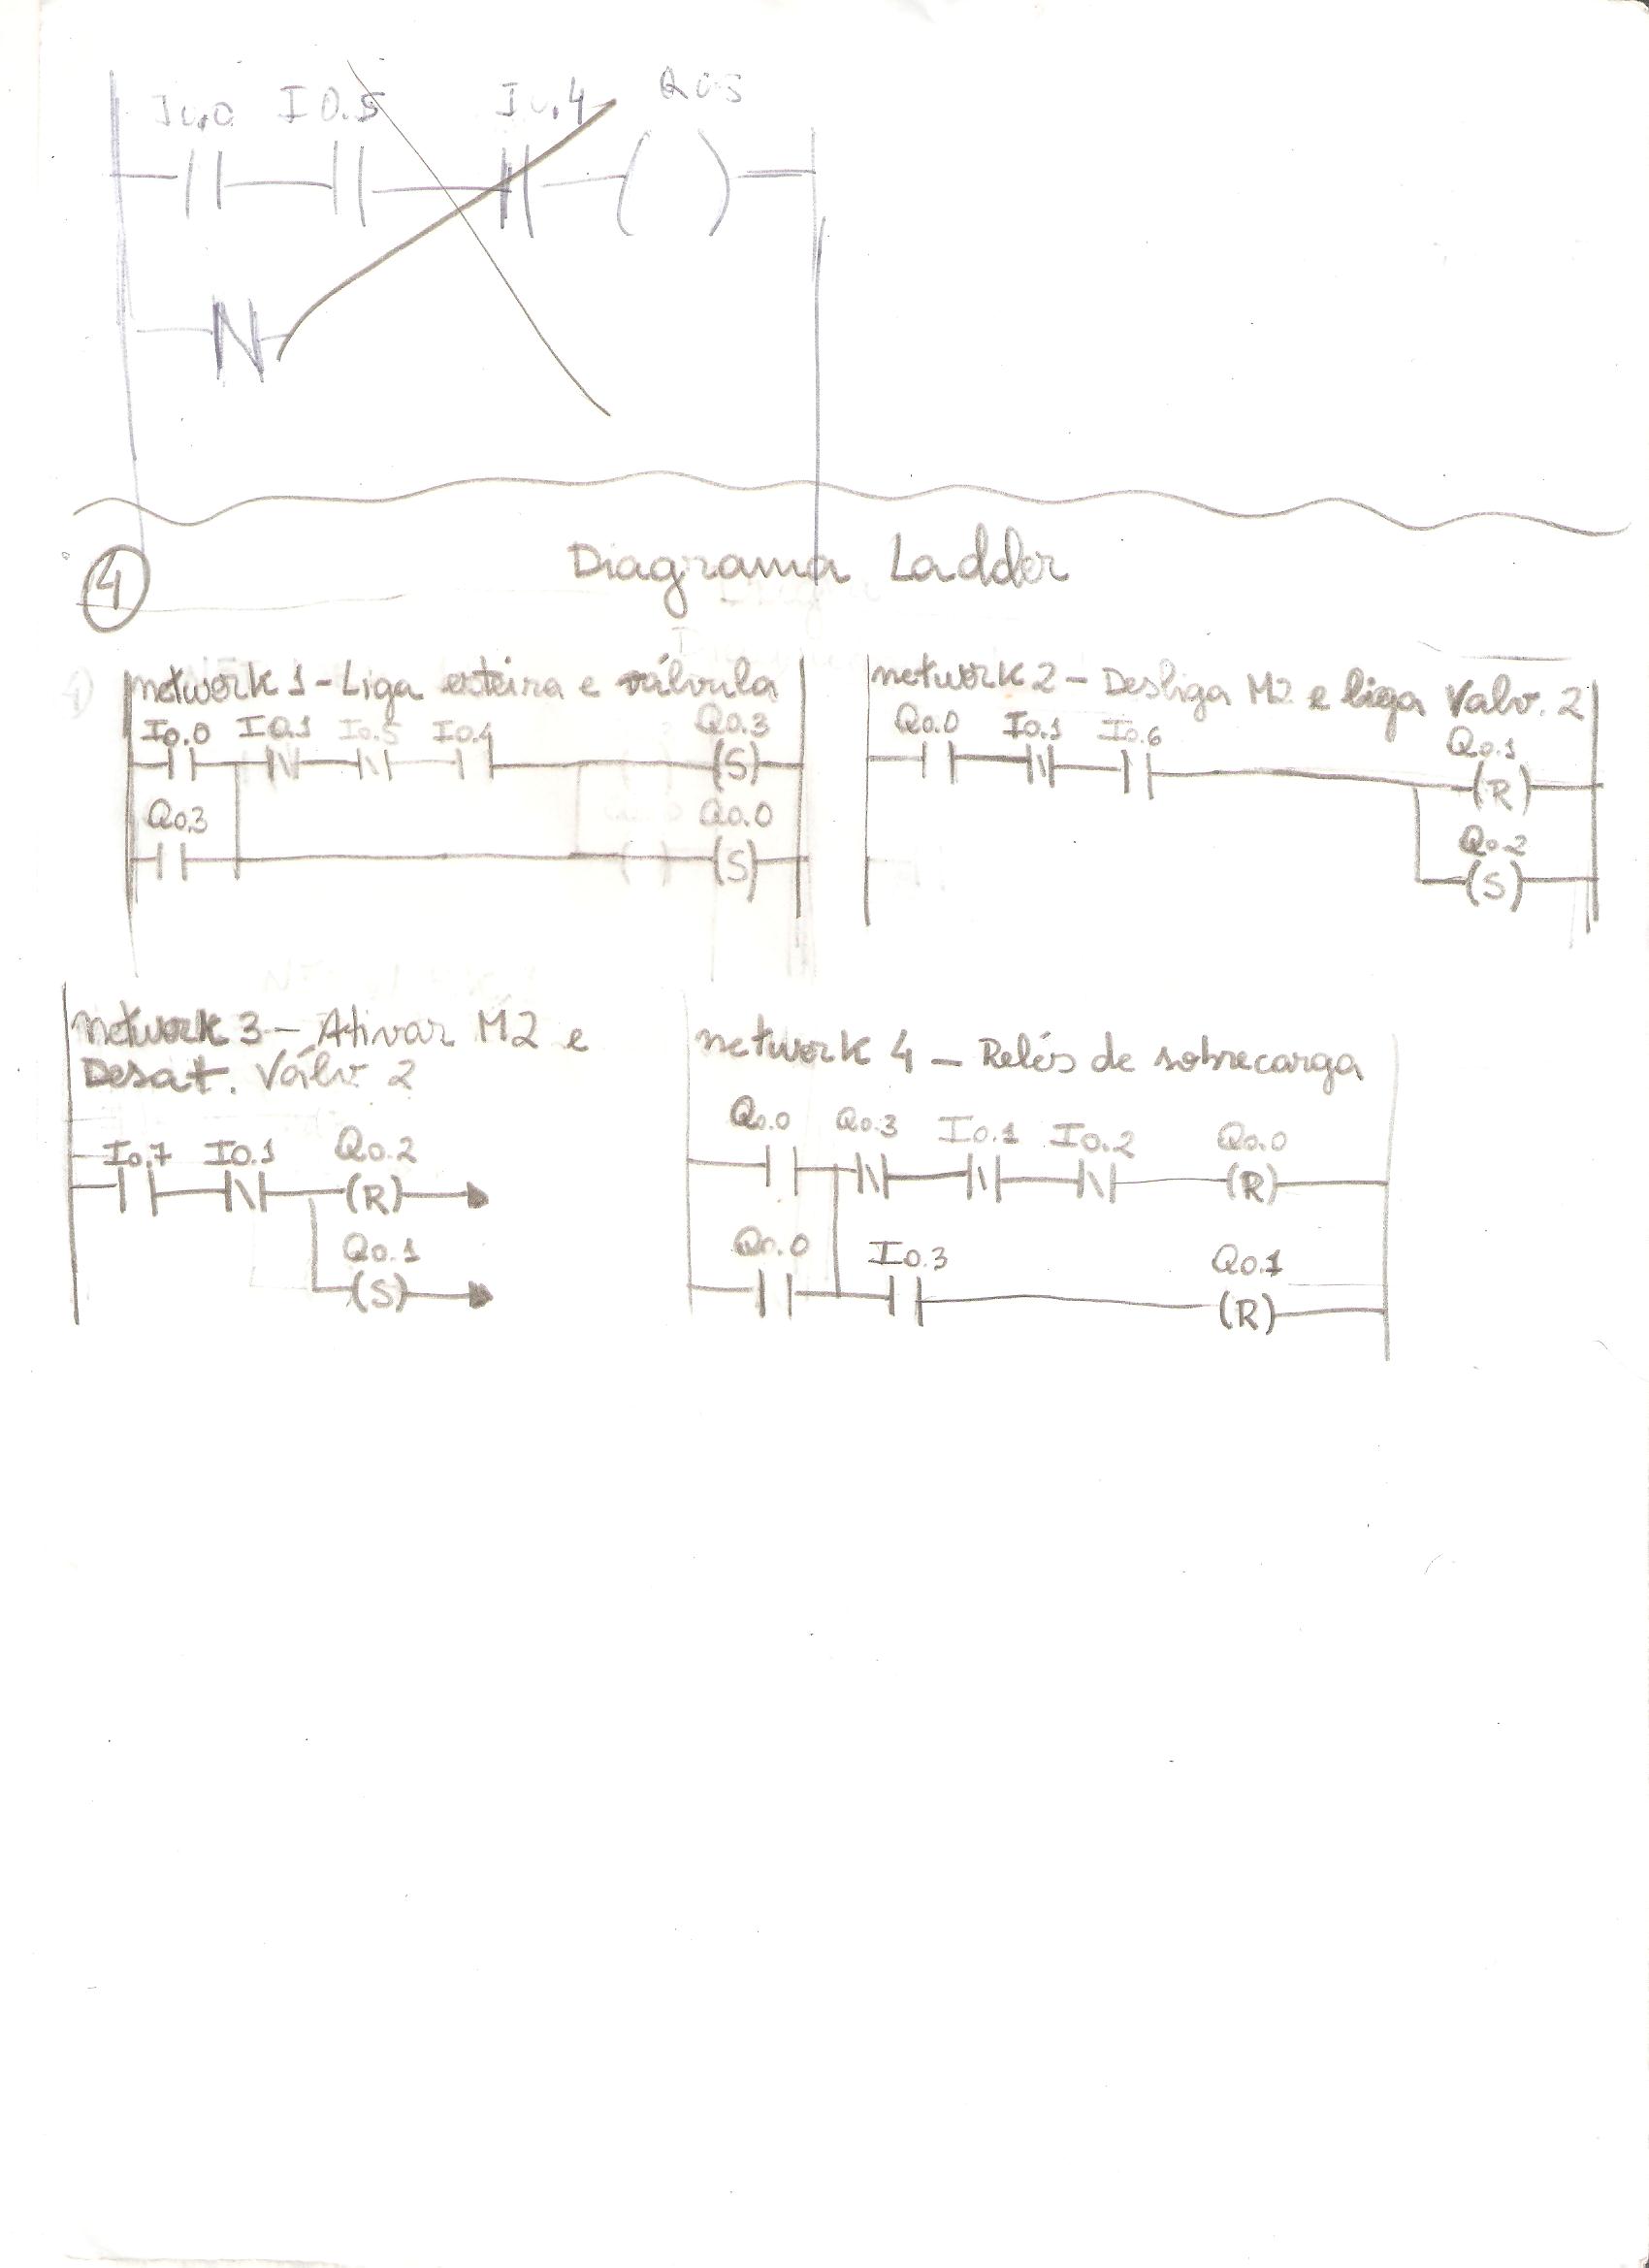 I0.0 I0.5 I0.4 Q0.5
N
4 Diagrama Ladder
network 1 - Liga esteira e válvula
I0.0 I0.1 I0.5 I0.4 Q0.3
(S)
Q0.3 Q0.0
(S)
network 2 - Desliga M2 e liega Valv. 2
Q0.0 I0.1 I0.6 Q0.1
(R)
Q0.2
(S)
network 3 - Ativar M2 e
Desat. Válv 2
I0.7 I0.1 Q0.2
(R)
Q0.1
(S)
network 4 - Relés de sobrecarga
Q0.0 Q0.3 I0.1 I0.2 Q0.0
(R)
Q0.0 I0.3 Q0.1
(R)